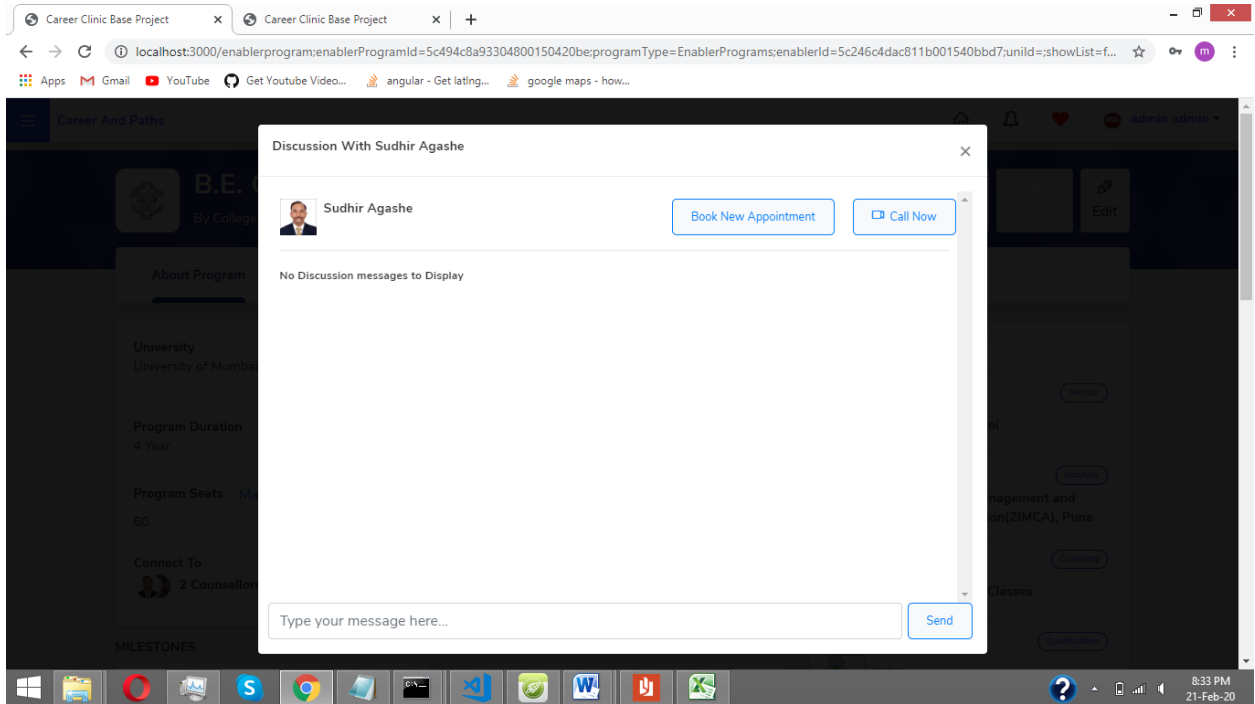 Career Clinic Base Project
Career Clinic Base Project
localhost:3000/enablerprogram;enablerProgramId=5c494c8a93304800150420be;programType=EnablerPrograms;enablerId=5c246c4dac811b001540bbd7;uniId=;showList=f...
m
Apps Gmail YouTube Get Youtube Video... angular - Get latlng... google maps - how...
Career And Paths
admin admin
Discussion With Sudhir Agashe
B.E.
By College
Edit
Sudhir Agashe
Book New Appointment
Call Now
About Program
No Discussion messages to Display
University
University of Mumbai
Mentor
Program Duration
4 Year
Institute
Program Seats
60
nagement and
on(ZIMCA), Pune
Connect To
2 Counsellors
Coaching
Classes
Type your message here...
Send
MILESTONES
Qualification
8:33 PM
21-Feb-20